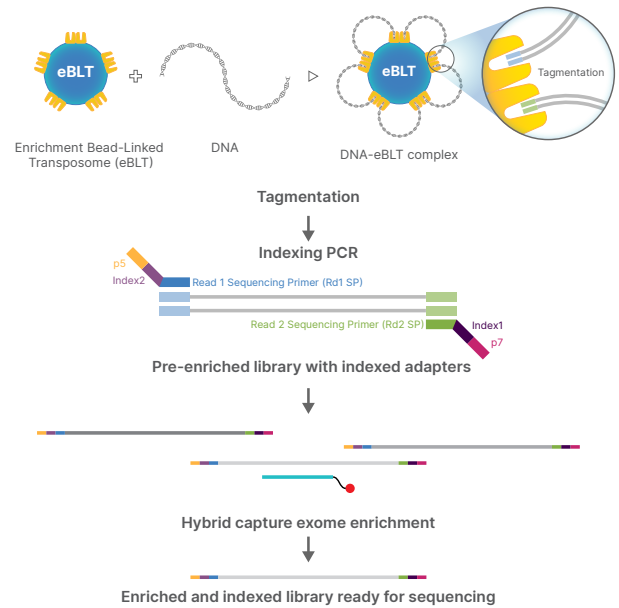 eBLT
eBLT
Tagmentation
Enrichment Bead-Linked
Transposome (eBLT)
DNA
DNA-eBLT complex
Tagmentation
Indexing PCR
p5
Index2
Read 1 Sequencing Primer (Rd1 SP)
Read 2 Sequencing Primer (Rd2 SP)
Index1
p7
Pre-enriched library with indexed adapters
Hybrid capture exome enrichment
Enriched and indexed library ready for sequencing